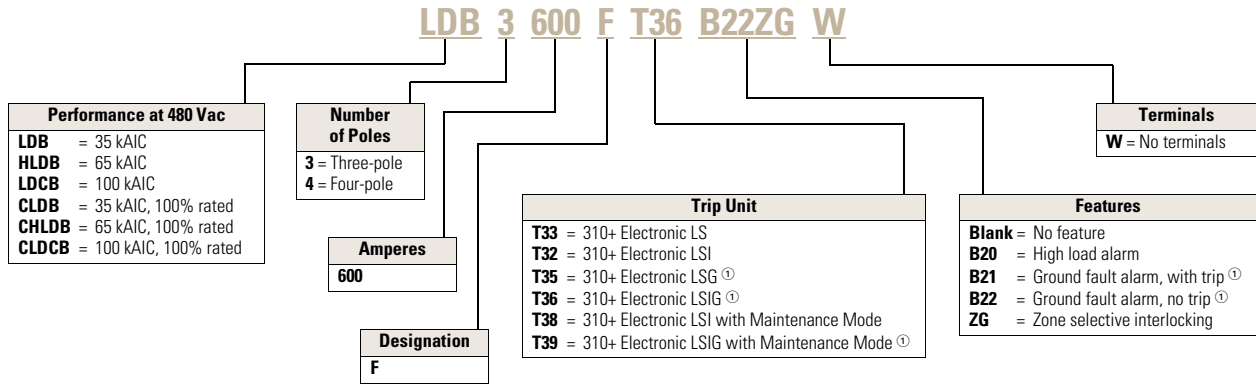 LDB 3 600 F T36 B22ZG W
Performance at 480 Vac
LDB = 35 kAIC
HLDB = 65 kAIC
LDCB = 100 kAIC
CLDB = 35 kAIC, 100% rated
CHLDB = 65 kAIC, 100% rated
CLDCB = 100 kAIC, 100% rated
Number
of Poles
3 = Three-pole
4 = Four-pole
Amperes
600
Designation
F
Trip Unit
T33 = 310+ Electronic LS
T32 = 310+ Electronic LSI
T35 = 310+ Electronic LSG ①
T36 = 310+ Electronic LSIG ①
T38 = 310+ Electronic LSI with Maintenance Mode
T39 = 310+ Electronic LSIG with Maintenance Mode ①
Features
Blank = No feature
B20 = High load alarm
B21 = Ground fault alarm, with trip ①
B22 = Ground fault alarm, no trip ①
ZG = Zone selective interlocking
Terminals
W = No terminals